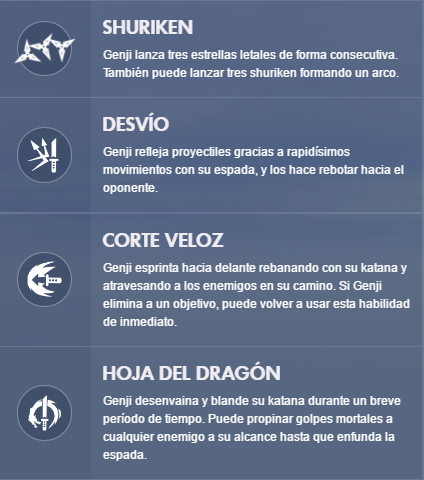 SHURIKEN
Genji lanza tres estrellas letales de forma consecutiva.
También puede lanzar tres shuriken formando un arco.
DESVÍO
Genji refleja proyectiles gracias a rapidísimos
movimientos con su espada, y los hace rebotar hacia el
oponente.
CORTE VELOZ
Genji esprinta hacia delante rebanando con su katana y
atravesando a los enemigos en su camino. Si Genji
elimina a un objetivo, puede volver a usar esta habilidad
de inmediato.
HOJA DEL DRAGÓN
Genji desenvaina y blande su katana durante un breve
período de tiempo. Puede propinar golpes mortales a
cualquier enemigo a su alcance hasta que enfunda la
espada.